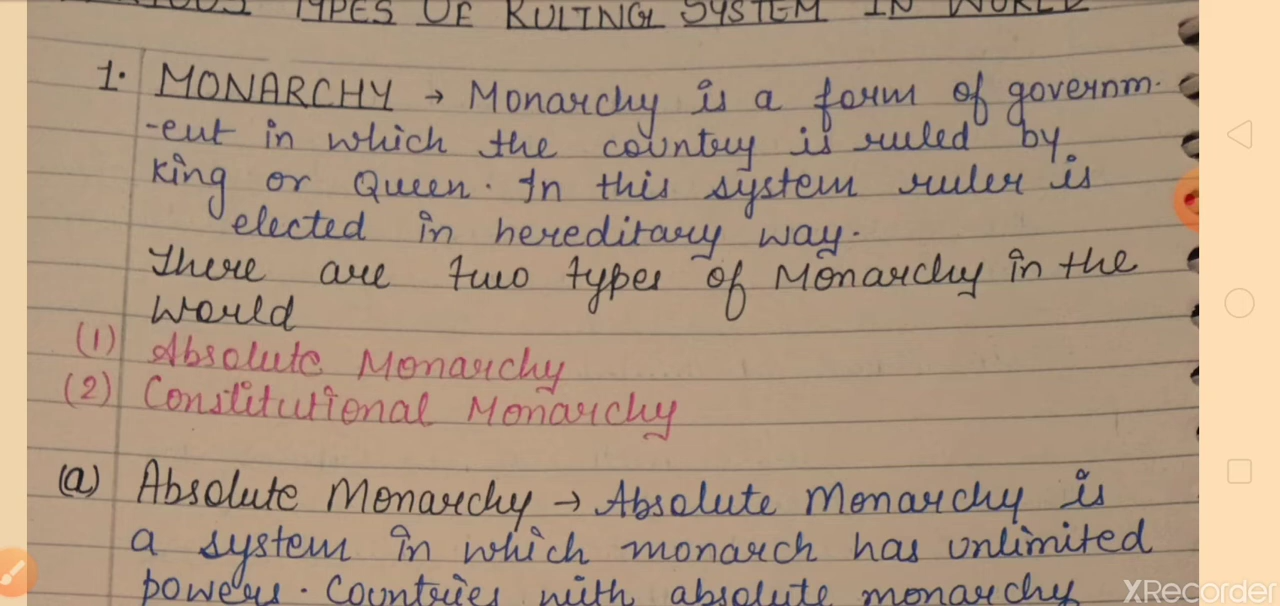 TYPES OF RULING SYSTEM IN WORLD
1. MONARCHY → Monarchy is a form of governm-
-ent in which the country is ruled by
king or Queen. In this system ruler is
elected in hereditary way.
There are two types of Monarchy in the
world
(1) Absolute Monarchy
(2) Constitutional Monarchy
(a) Absolute Monarchy → Absolute Monarchy is
a system in which monarch has unlimited
powers. Countries with absolute monarchy
XRecorder